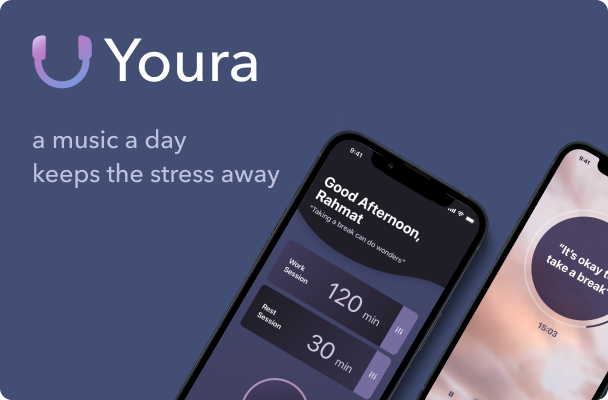 Youra
a music a day
keeps the stress away
9:41
Good Afternoon,
Rahmat
"Taking a break can do wonders"
Work
Session
120 min
Rest
Session
30 min
9:41
"It's okay t
take a break"
15:03